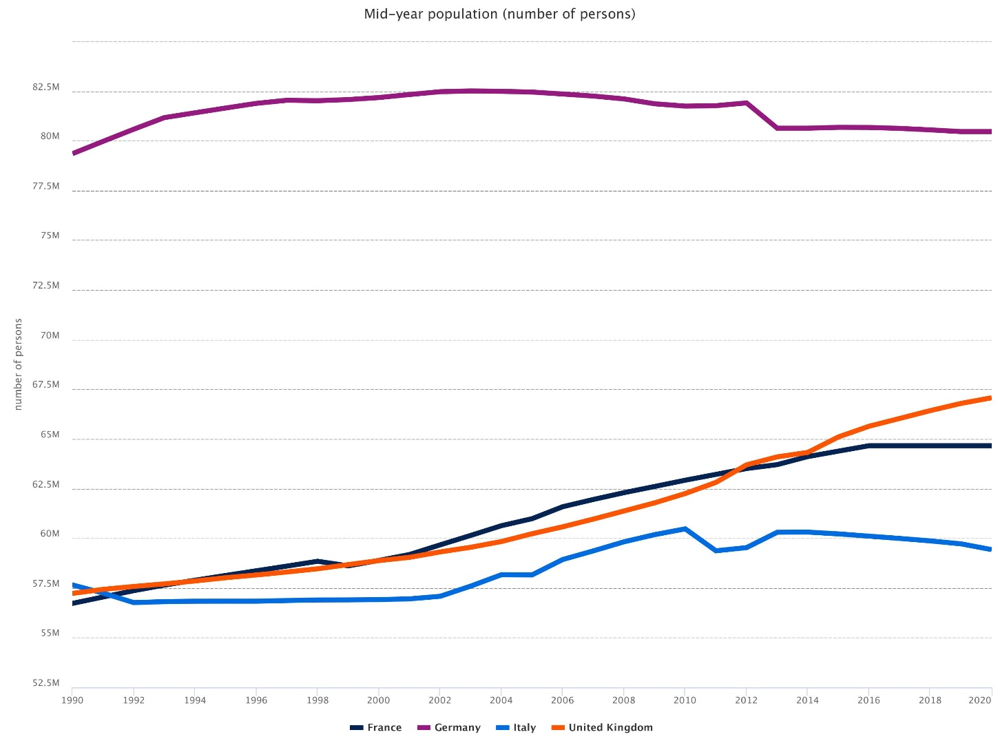 Mid-year population (number of persons)
82.5M
80M
77.5M
75M
72.5M
70M
67.5M
65M
62.5M
60M
57.5M
55M
52.5M
number of persons
1990 1992 1994 1996 1998 2000 2002 2004 2006 2008 2010 2012 2014 2016 2018 2020
France Germany Italy United Kingdom